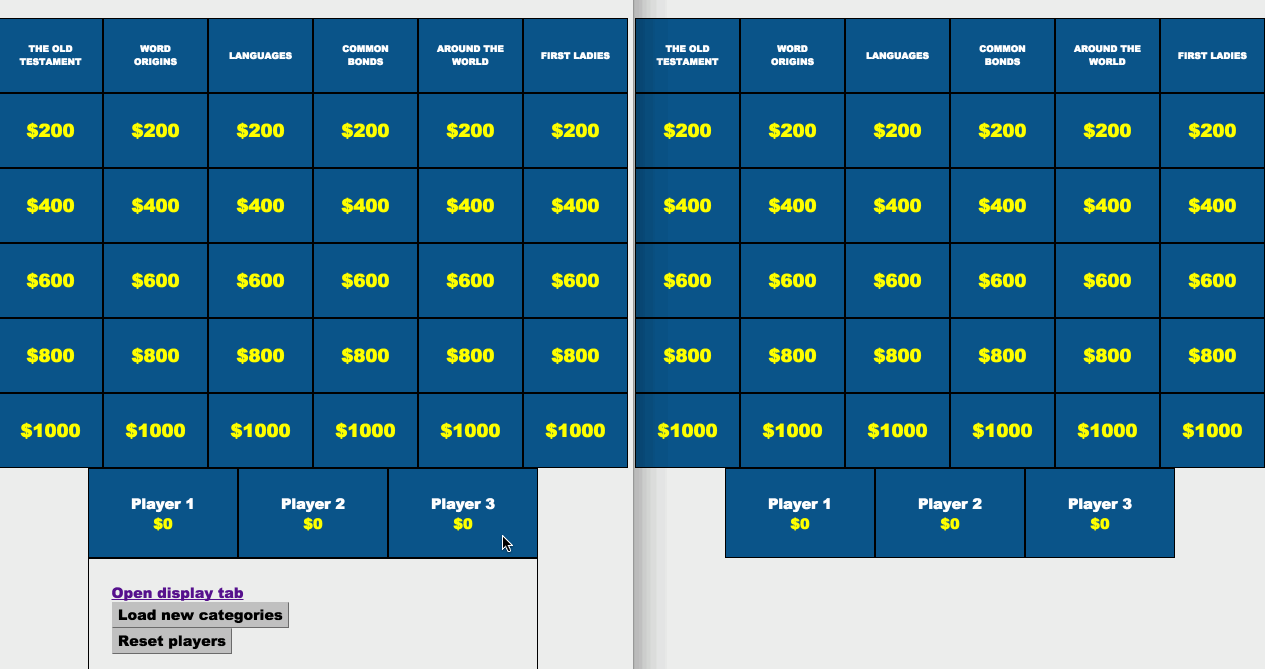 THE OLD TESTAMENT WORD ORIGINS LANGUAGES COMMON BONDS AROUND THE WORLD FIRST LADIES
$200 $200 $200 $200 $200 $200
$400 $400 $400 $400 $400 $400
$600 $600 $600 $600 $600 $600
$800 $800 $800 $800 $800 $800
$1000 $1000 $1000 $1000 $1000 $1000
Player 1 Player 2 Player 3
$0 $0 $0
Open display tab
Load new categories
Reset players
THE OLD TESTAMENT WORD ORIGINS LANGUAGES COMMON BONDS AROUND THE WORLD FIRST LADIES
$200 $200 $200 $200 $200 $200
$400 $400 $400 $400 $400 $400
$600 $600 $600 $600 $600 $600
$800 $800 $800 $800 $800 $800
$1000 $1000 $1000 $1000 $1000 $1000
Player 1 Player 2 Player 3
$0 $0 $0